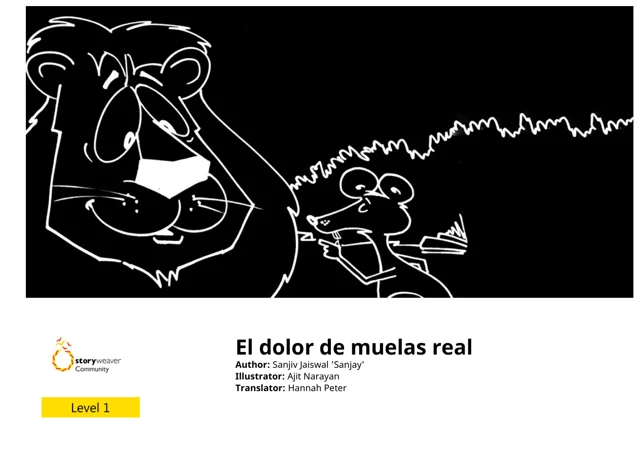 storyweaver
Community
Level 1
El dolor de muelas real
Author: Sanjiv Jaiswal 'Sanjay'
Illustrator: Ajit Narayan
Translator: Hannah Peter